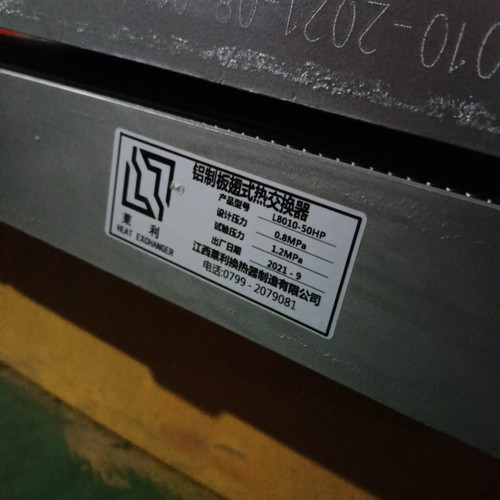 010-2021-08-0
铝制板翅式热交换器
产品型号 L8010-50HP
设计压力 0.8MPa
试验压力 1.2MPa
出厂日期 2021-9
江西莱利换热器制造有限公司
电话:0799-2079081
莱利
HEAT EXCHANGER